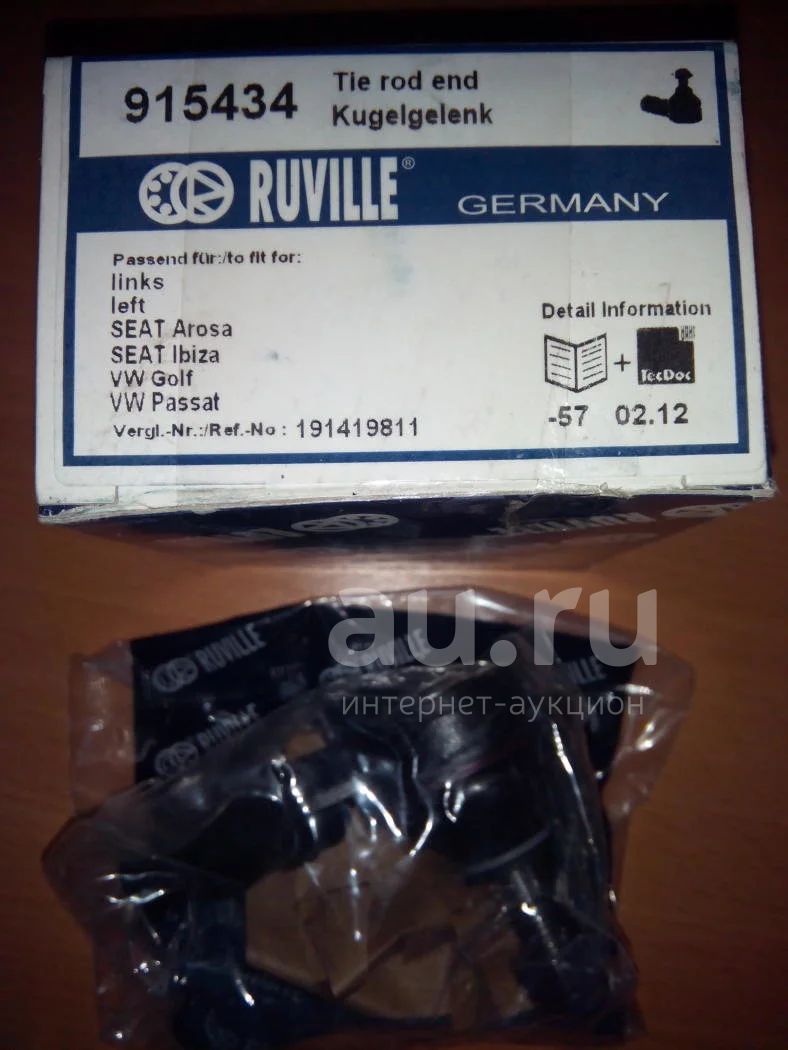 915434
Tie rod end
Kugelgelenk
RUVILLE®
GERMANY
Passend für:/to fit for:
links
left
SEAT Arosa
SEAT Ibiza
VW Golf
VW Passat
Vergl.-Nr.:/Ref.-No : 191419811
Detail Information
+
TecDoc
-57 02.12
RUVILLE
RUVILLE
RUVILLE
au.ru
интернет-аукцион
RUVILLE